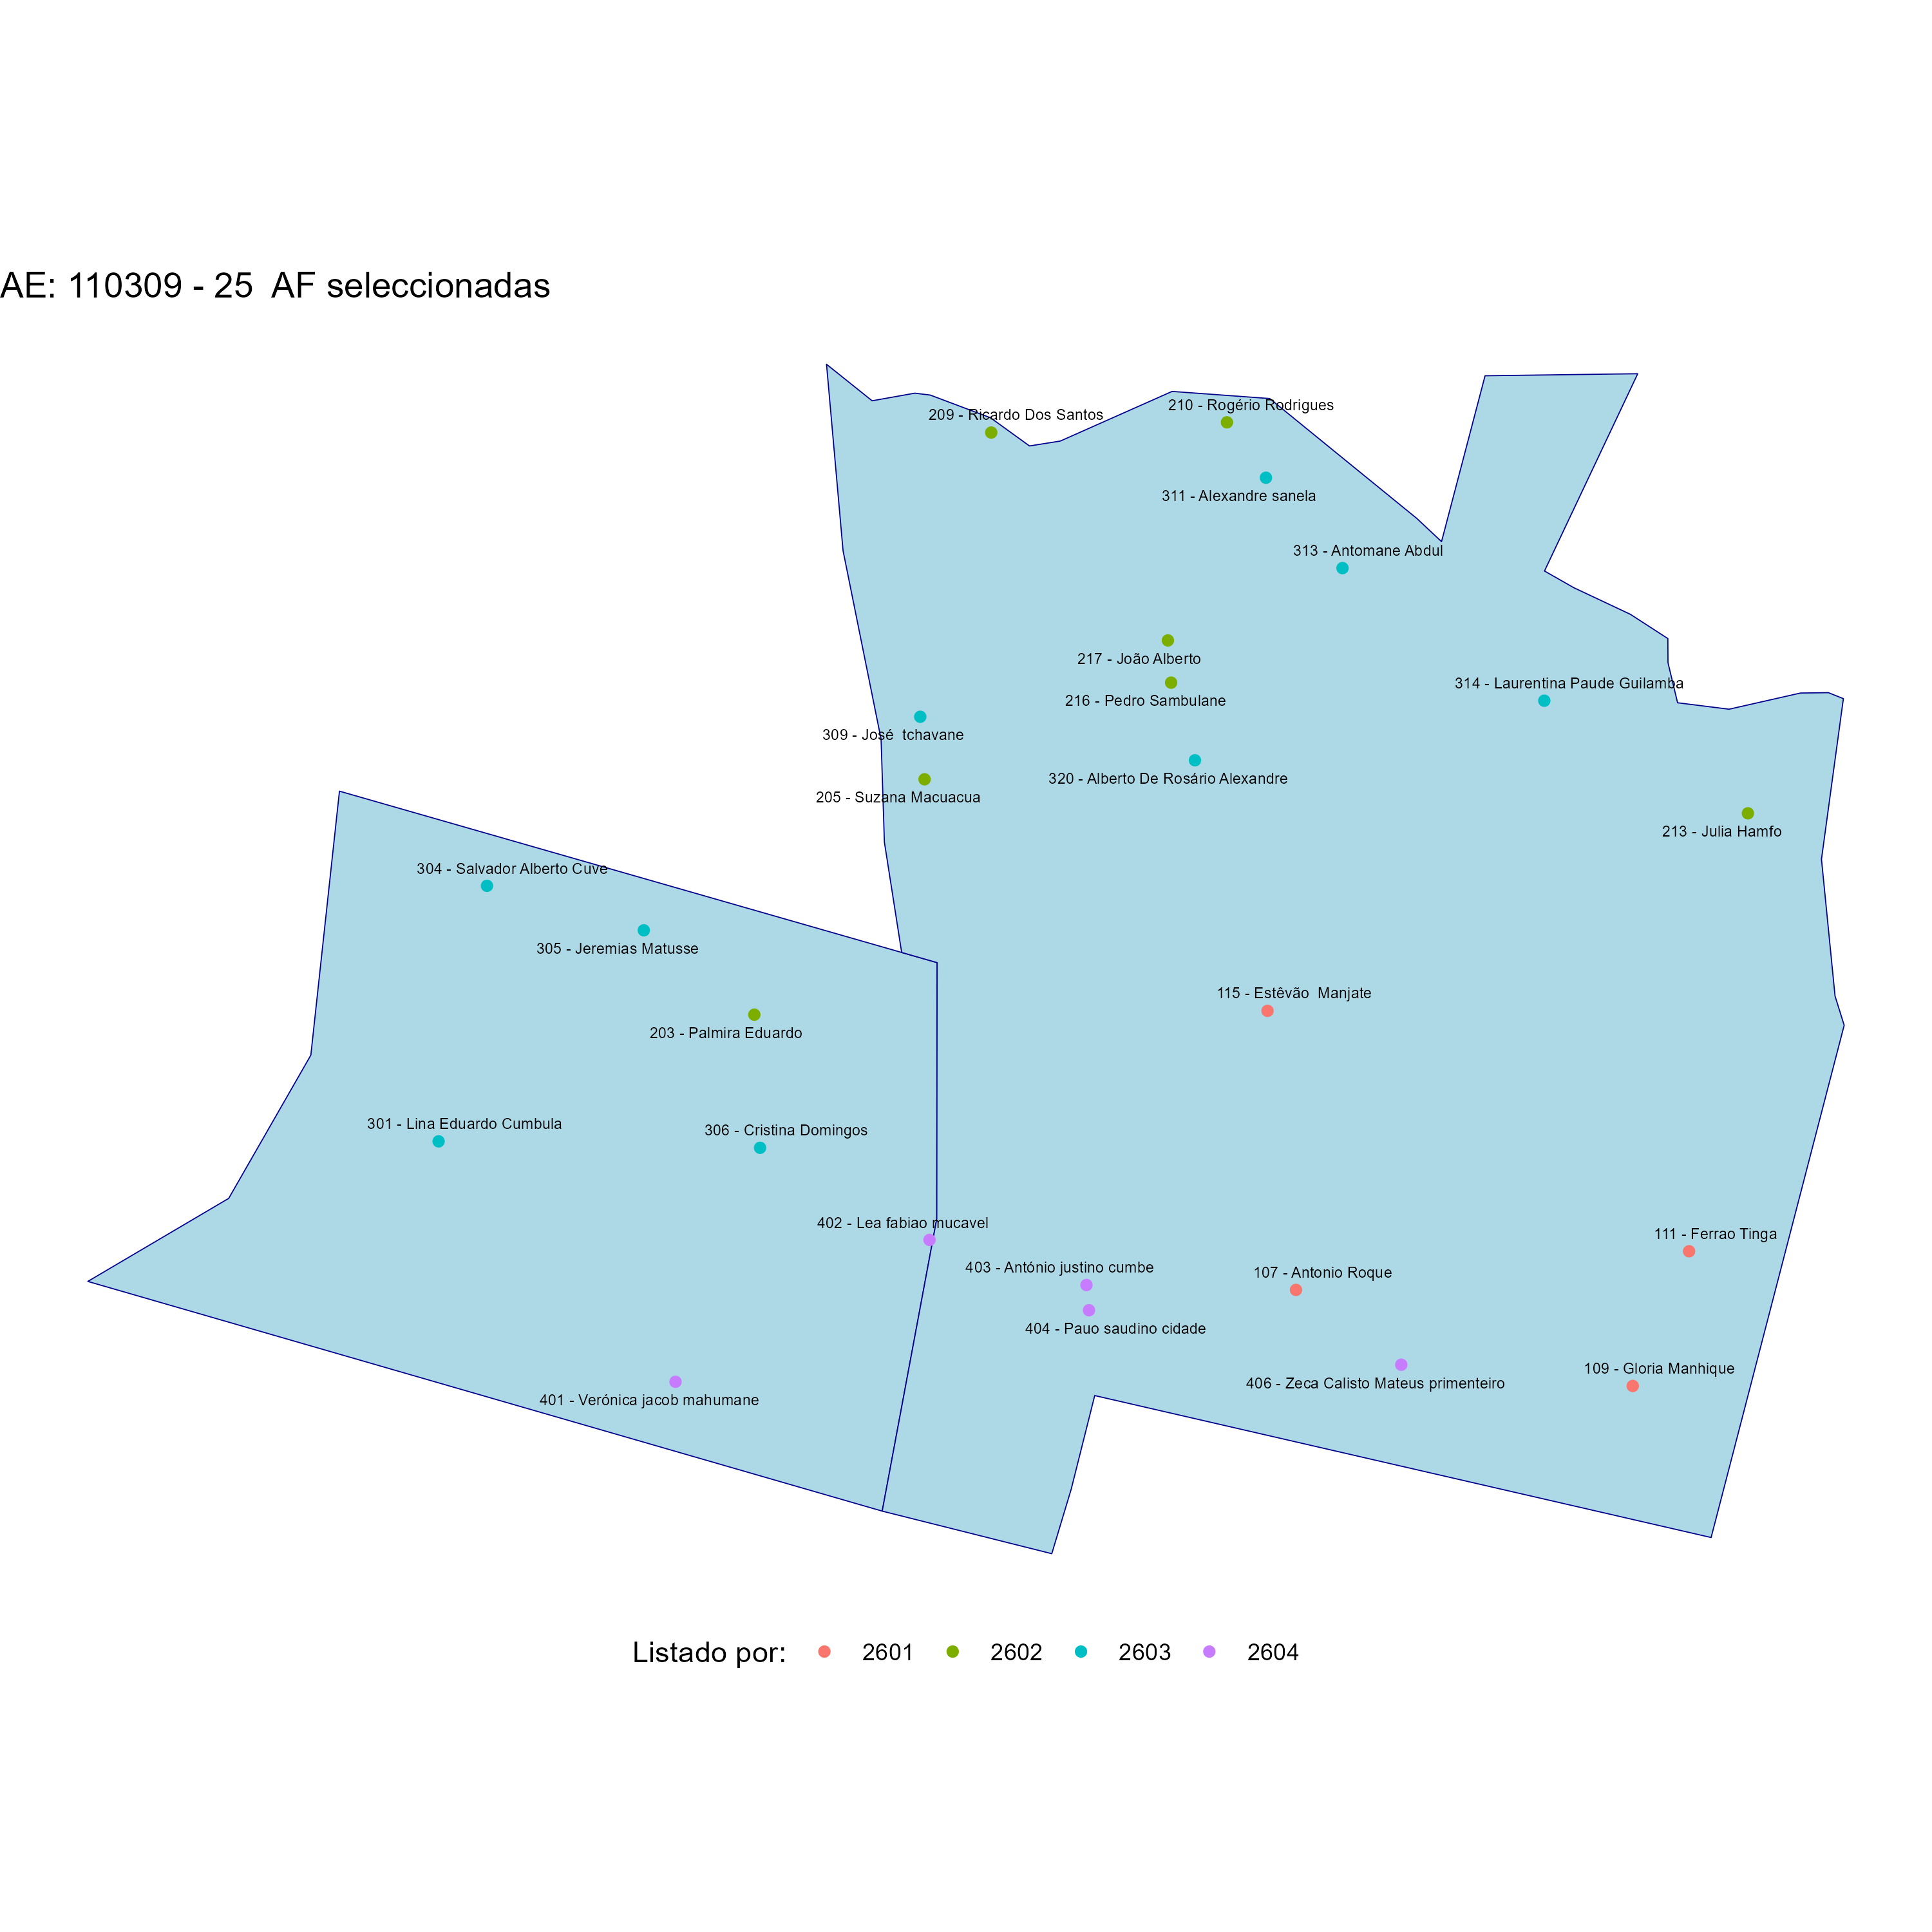 AE: 110309 - 25  AF seleccionadas
210 - Rogério Rodrigues
209 - Ricardo Dos Santos
311 - Alexandre sanela
313 - Antomane Abdul
217 - João Alberto
314 - Laurentina Paude Guilamba
216 - Pedro Sambulane
309 - José  tchavane
320 - Alberto De Rosário Alexandre
205 - Suzana Macuacua
213 - Julia Hamfo
304 - Salvador Alberto Cuve
305 - Jeremias Matusse
115 - Estêvão  Manjate
203 - Palmira Eduardo
301 - Lina Eduardo Cumbula
306 - Cristina Domingos
402 - Lea fabiao mucavel
111 - Ferrao Tinga
403 - António justino cumbe
107 - Antonio Roque
404 - Pauo saudino cidade
109 - Gloria Manhique
406 - Zeca Calisto Mateus primenteiro
401 - Verónica jacob mahumane
Listado por: 2601 2602 2603 2604